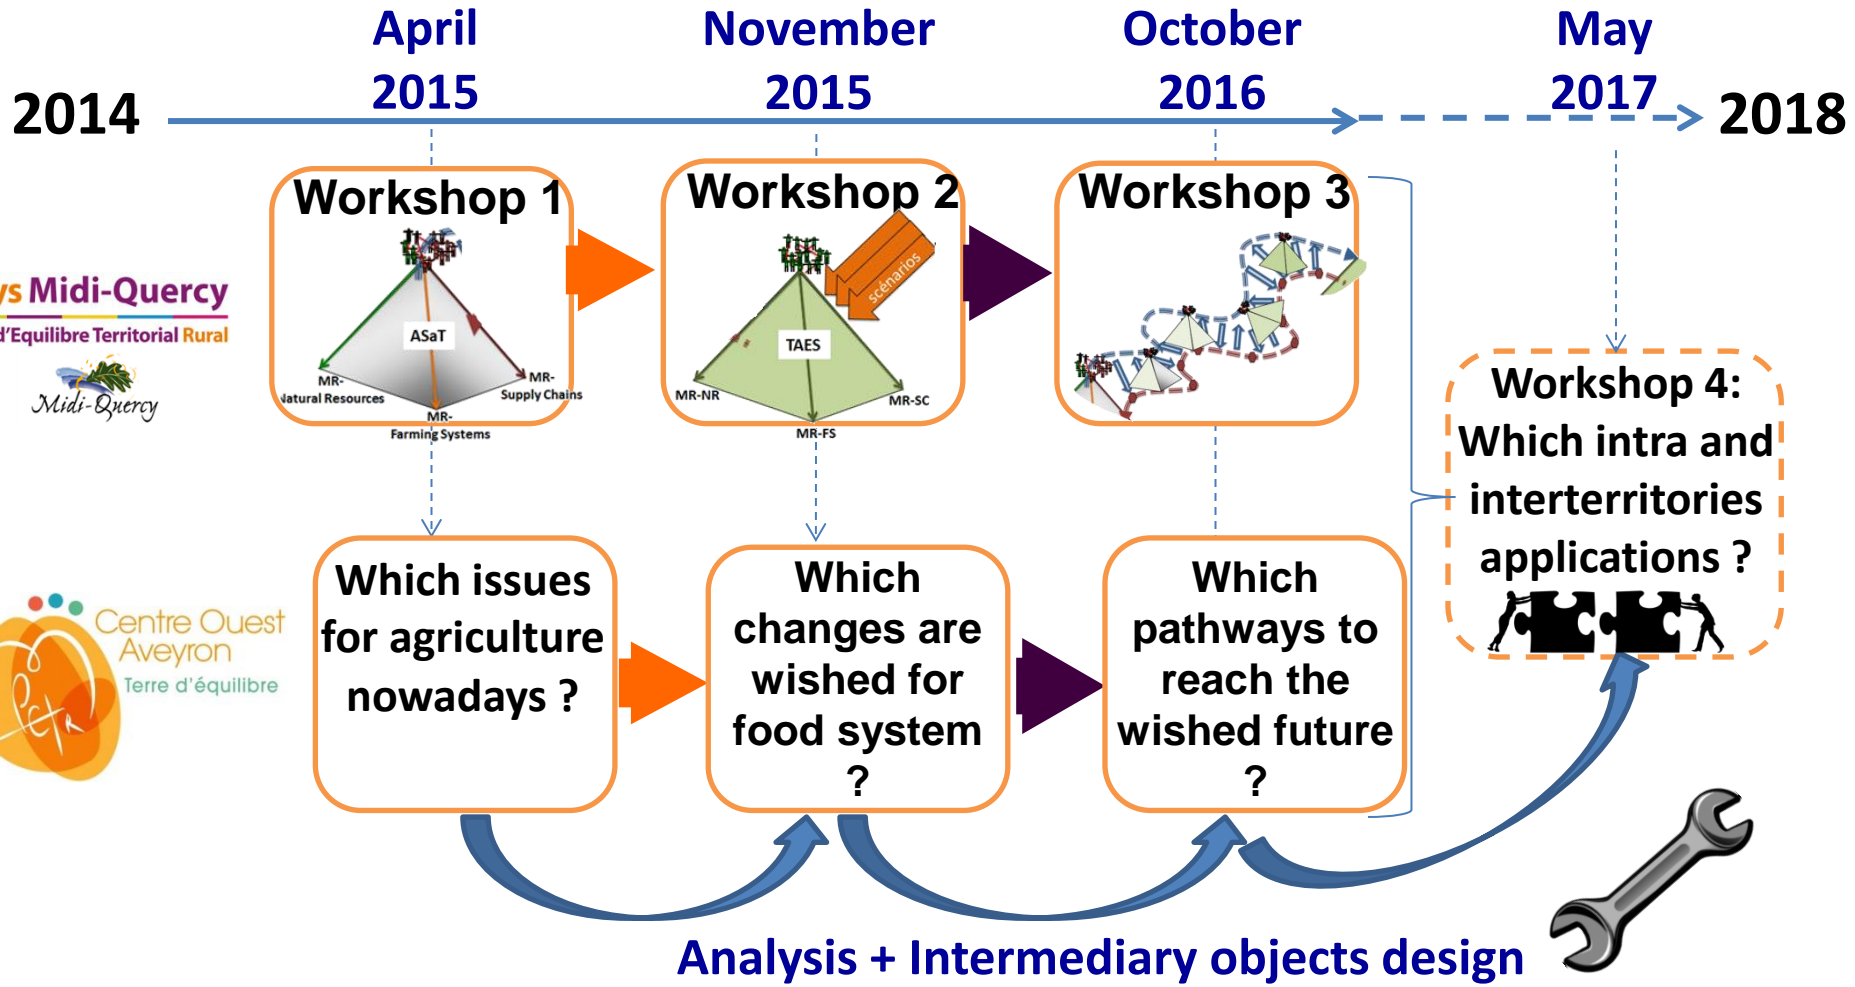 April
2015
November
2015
October
2016
May
2017
2014
2018
Workshop 1
ASaT
MR-
Natural Resources
MR-
Supply Chains
MR-
Farming Systems
Workshop 2
scénarios
TAES
MR-NR
MR-SC
MR-FS
Workshop 3
ys Midi-Quercy
d'Equilibre Territorial Rural
Midi-Quercy
Workshop 4:
Which intra and
interterritories
applications ?
Centre Ouest
Aveyron
Terre d'équilibre
Which issues
for agriculture
nowadays ?
Which
changes are
wished for
food system
?
Which
pathways to
reach the
wished future
?
Analysis + Intermediary objects design